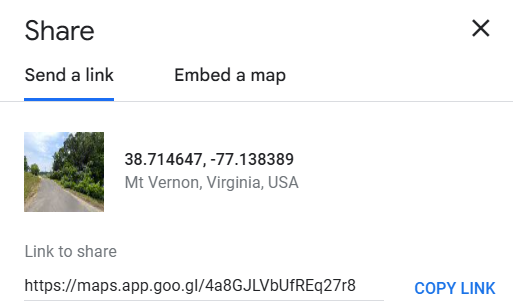 Share
Send a link
Embed a map
38.714647, -77.138389
Mt Vernon, Virginia, USA
Link to share
https://maps.app.goo.gl/4a8GJLVbUfREq27r8
COPY LINK